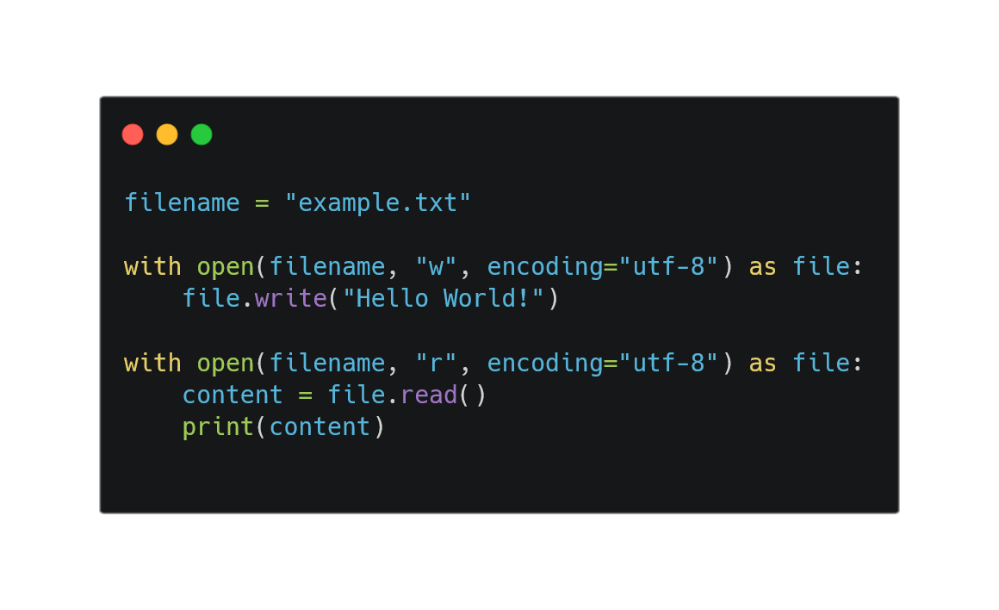 filename = "example.txt"

with open(filename, "w", encoding="utf-8") as file:
    file.write("Hello World!")

with open(filename, "r", encoding="utf-8") as file:
    content = file.read()
    print(content)